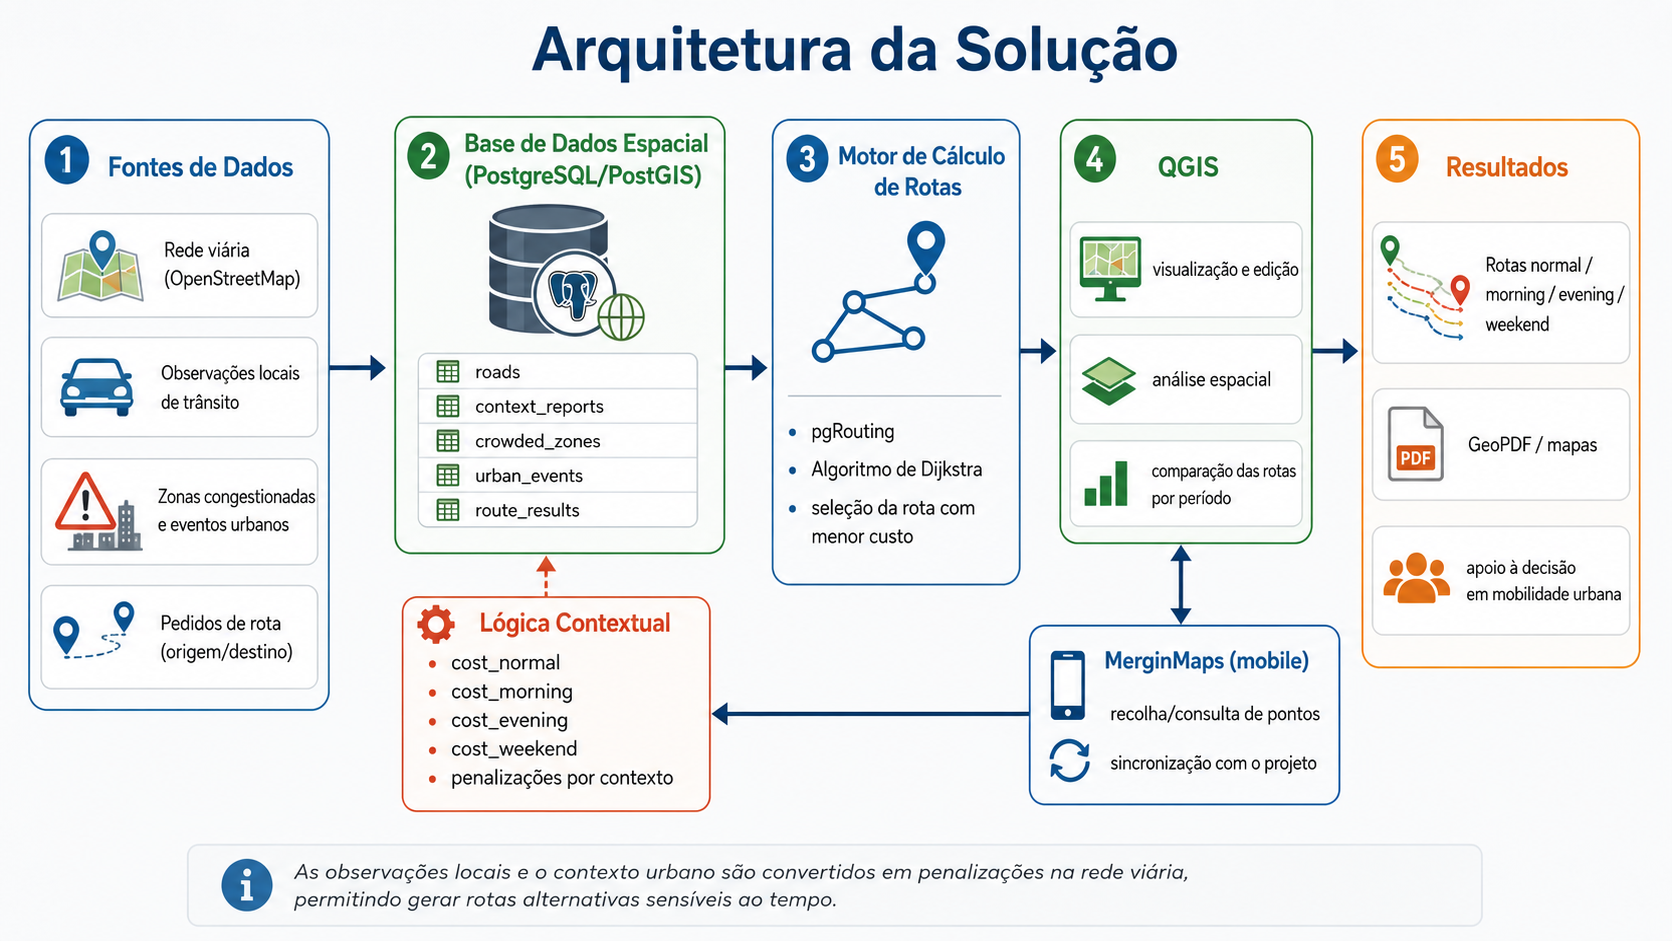 Arquitetura da Solução
1
Fontes de Dados
Rede viária
(OpenStreetMap)
Observações locais
de trânsito
Zonas congestionadas
e eventos urbanos
Pedidos de rota
(origem/destino)
2
Base de Dados Espacial
(PostgreSQL/PostGIS)
roads
context_reports
crowded_zones
urban_events
route_results
Lógica Contextual
• cost_normal
• cost_morning
• cost_evening
• cost_weekend
• penalizações por contexto
3
Motor de Cálculo
de Rotas
• pgRouting
• Algoritmo de Dijkstra
• seleção da rota com
menor custo
4
QGIS
visualização e edição
análise espacial
comparação das rotas
por período
MerginMaps (mobile)
recolha/consulta de pontos
sincronização com o projeto
5
Resultados
Rotas normal /
morning / evening /
weekend
PDF
GeoPDF / mapas
apoio à decisão
em mobilidade urbana
i
As observações locais e o contexto urbano são convertidos em penalizações na rede viária,
permitindo gerar rotas alternativas sensíveis ao tempo.